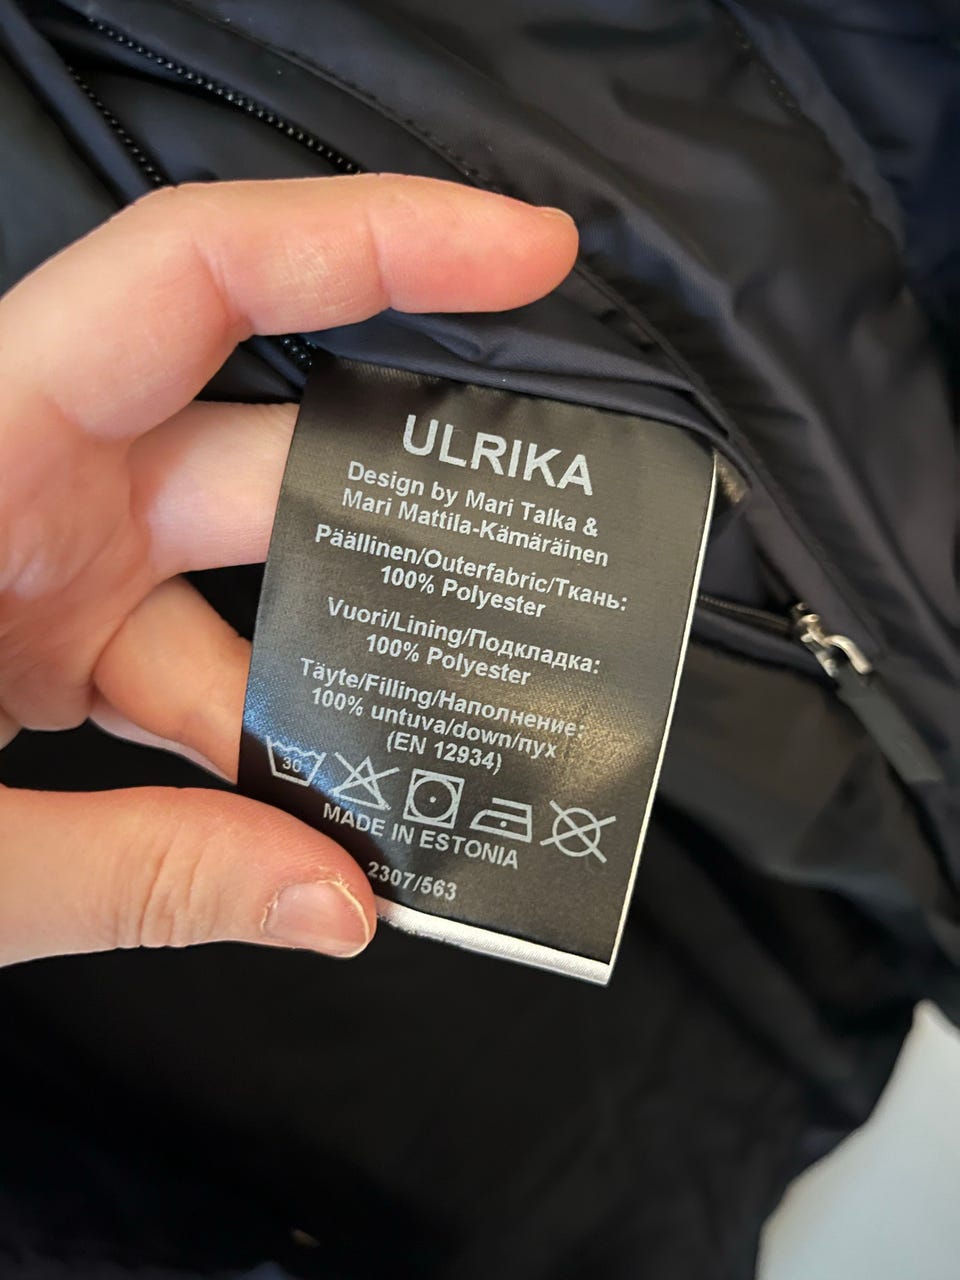 ULRIKA
Design by Mari Talka &
Mari Mattila-Kämäräinen
Päällinen/Outerfabric/Ткань:
100% Polyester
Vuori/Lining/Подкладка:
100% Polyester
Täyte/Filling/Наполнение:
100% untuva/down/пух
(EN 12934)
30
MADE IN ESTONIA
2307/563